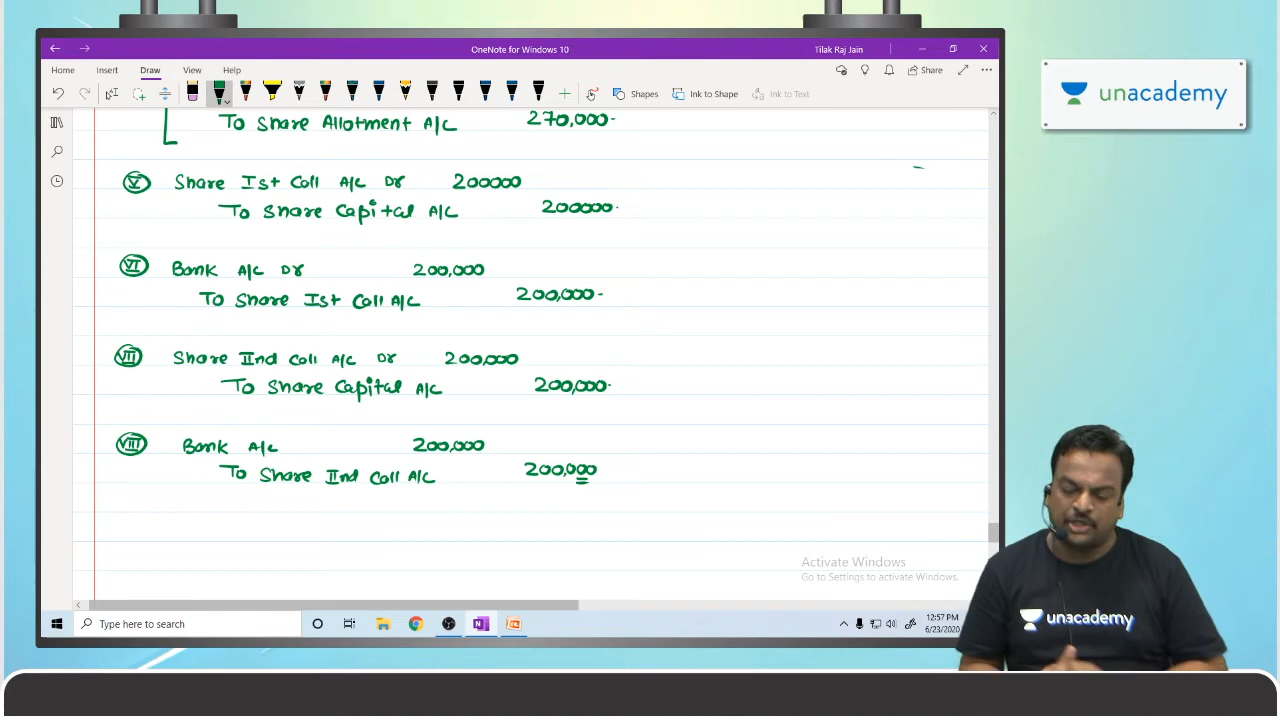 OneNote for Windows 10
Tilak Raj Jain
Home Insert Draw View Help
Share
Shapes Ink to Shape Ink to Text
unacademy
To Share Allotment A/C 270,000
V Share Ist Call A/C Dr 200000
To Share Capital A/C 200000
VI Bank A/C Dr 200,000
To Share Ist Call A/C 200,000
VII Share IInd Call A/C Dr 200,000
To Share Capital A/C 200,000
VIII Bank A/C 200,000
To Share IInd Call A/C 200,000
Activate Windows
Go to Settings to activate Windows.
unacademy
Type here to search
12:57 PM
6/23/2020